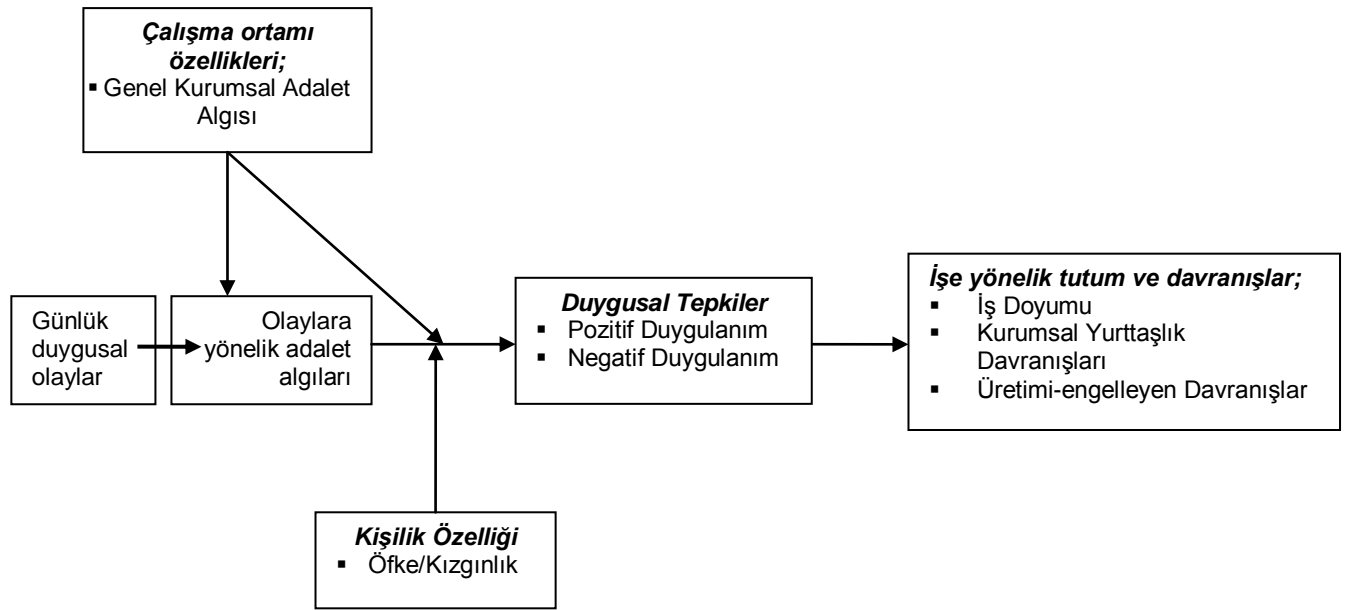 Çalışma ortamı
özellikleri;
▪ Genel Kurumsal Adalet
Algısı
Günlük
duygusal
olaylar
Olaylara
yönelik adalet
algıları
Duygusal Tepkiler
▪ Pozitif Duygulanım
▪ Negatif Duygulanım
İşe yönelik tutum ve davranışlar;
▪ İş Doyumu
▪ Kurumsal Yurttaşlık
Davranışları
▪ Üretimi-engelleyen Davranışlar
Kişilik Özelliği
▪ Öfke/Kızgınlık